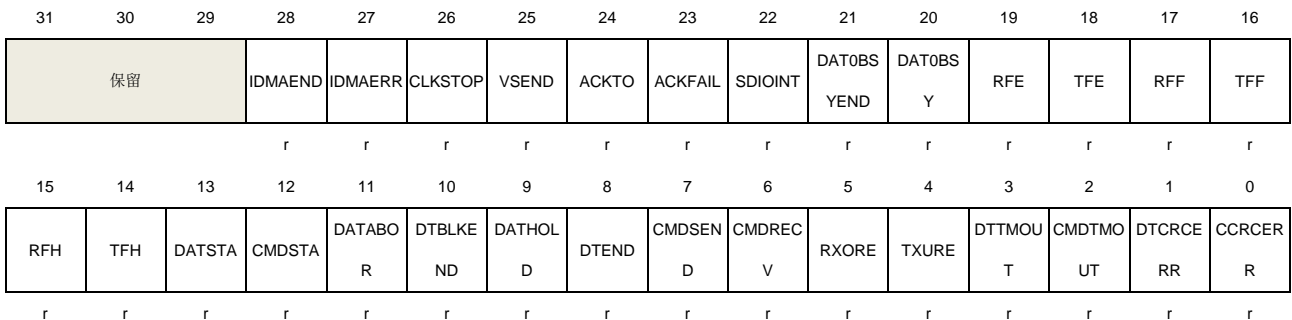 31 30 29 28 27 26 25 24 23 22 21 20 19 18 17 16
保留 IDMAEND IDMAERR CLKSTOP VSEND ACKTO ACKFAIL SDIOINT DAT0BS DAT0BS RFE TFE RFF TFF
YEND Y
r r r r r r r r r r r r r
15 14 13 12 11 10 9 8 7 6 5 4 3 2 1 0
RFH TFH DATSTA CMDSTA DATABO DTBLKE DATHOL DTEND CMDSEN CMDREC RXORE TXURE DTTMOU CMDTMO DTCRCE CCRCER
R ND D D V T UT RR R
r r r r r r r r r r r r r r r r